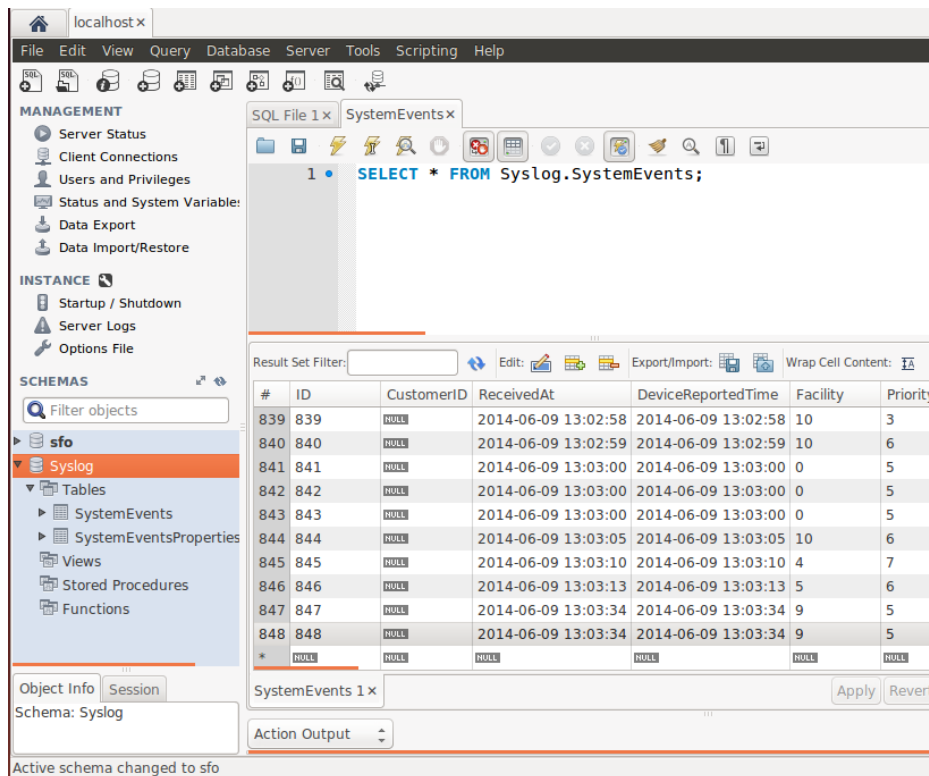 localhost ×
File Edit View Query Database Server Tools Scripting Help
MANAGEMENT
Server Status
Client Connections
Users and Privileges
Status and System Variables
Data Export
Data Import/Restore
INSTANCE
Startup / Shutdown
Server Logs
Options File
SCHEMAS
Filter objects
sfo
Syslog
Tables
SystemEvents
SystemEventsProperties
Views
Stored Procedures
Functions
Object Info Session
Schema: Syslog
SQL File 1 × SystemEvents ×
1 SELECT * FROM Syslog.SystemEvents;
Result Set Filter: Edit: Export/Import: Wrap Cell Content:
# ID CustomerID ReceivedAt DeviceReportedTime Facility Priority
839 839 NULL 2014-06-09 13:02:58 2014-06-09 13:02:58 10 3
840 840 NULL 2014-06-09 13:02:59 2014-06-09 13:02:59 10 6
841 841 NULL 2014-06-09 13:03:00 2014-06-09 13:03:00 0 5
842 842 NULL 2014-06-09 13:03:00 2014-06-09 13:03:00 0 5
843 843 NULL 2014-06-09 13:03:00 2014-06-09 13:03:00 0 5
844 844 NULL 2014-06-09 13:03:05 2014-06-09 13:03:05 10 6
845 845 NULL 2014-06-09 13:03:10 2014-06-09 13:03:10 4 7
846 846 NULL 2014-06-09 13:03:13 2014-06-09 13:03:13 5 6
847 847 NULL 2014-06-09 13:03:34 2014-06-09 13:03:34 9 5
848 848 NULL 2014-06-09 13:03:34 2014-06-09 13:03:34 9 5
* NULL NULL NULL NULL NULL NULL
SystemEvents 1 × Apply Revert
Action Output
Active schema changed to sfo